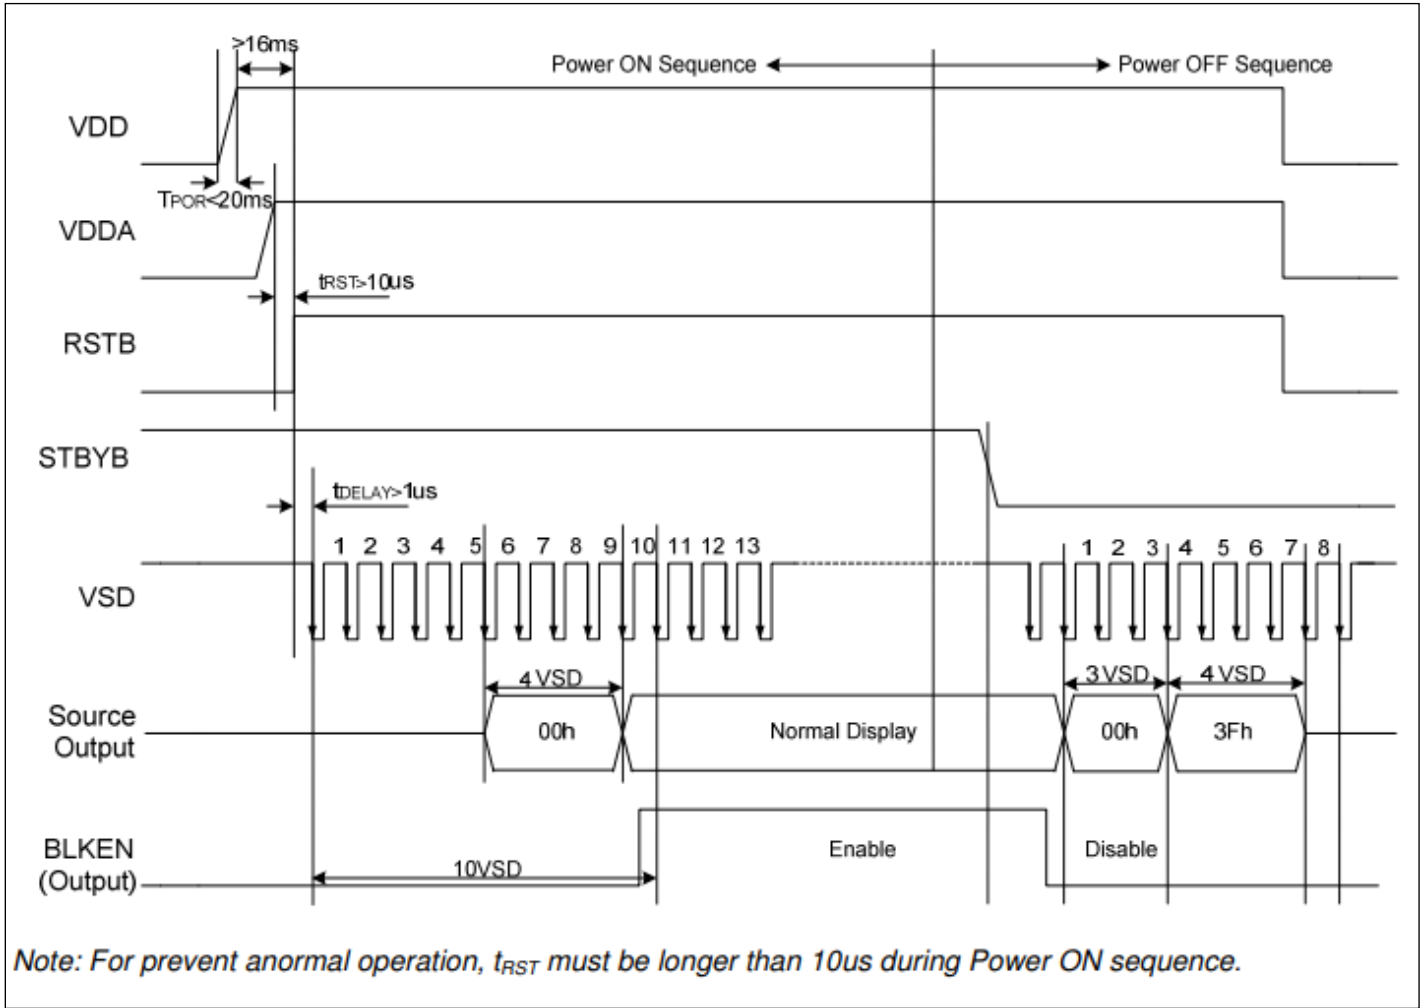 >16ms
Power ON Sequence
Power OFF Sequence
VDD
TPOR<20ms
VDDA
tRST>10us
RSTB
STBYB
tDELAY>1us
1 2 3 4 5 6 7 8 9 10 11 12 13
1 2 3 4 5 6 7 8
VSD
4 VSD
3 VSD
4 VSD
Source
Output
00h
Normal Display
00h
3Fh
BLKEN
(Output)
10VSD
Enable
Disable
Note: For prevent anormal operation, tRST must be longer than 10us during Power ON sequence.